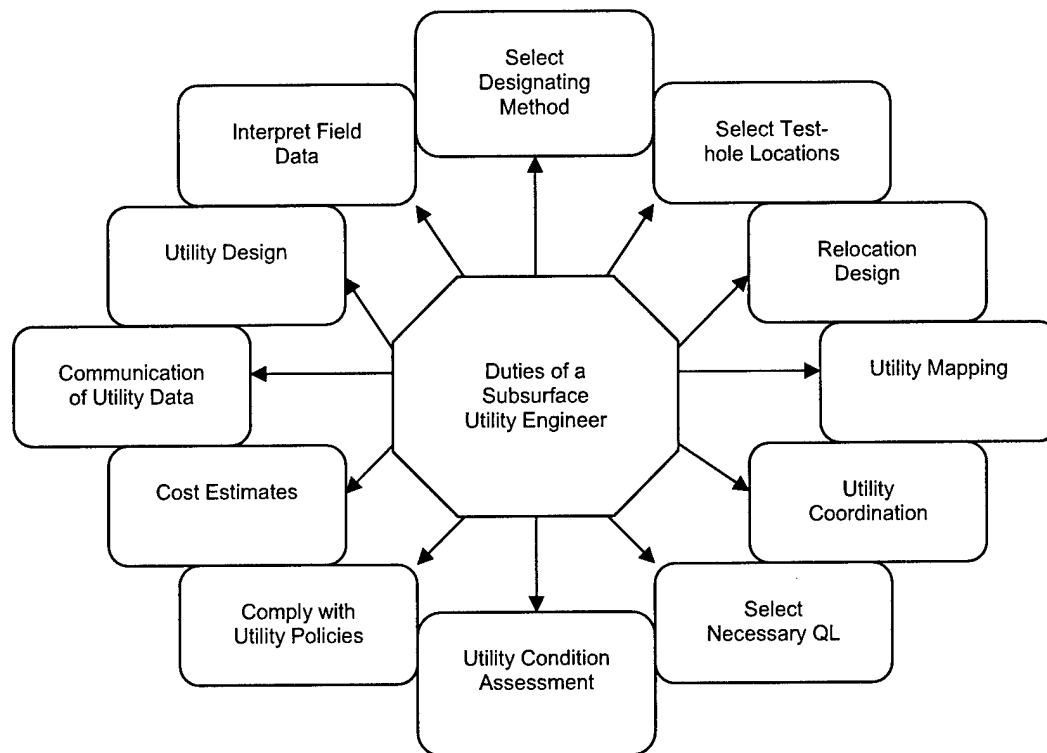 Select
Designating
Method
Interpret Field
Data
Select Test-
hole Locations
Utility Design
Relocation
Design
Communication
of Utility Data
Duties of a
Subsurface
Utility Engineer
Utility Mapping
Cost Estimates
Utility
Coordination
Comply with
Utility Policies
Select
Necessary QL
Utility Condition
Assessment